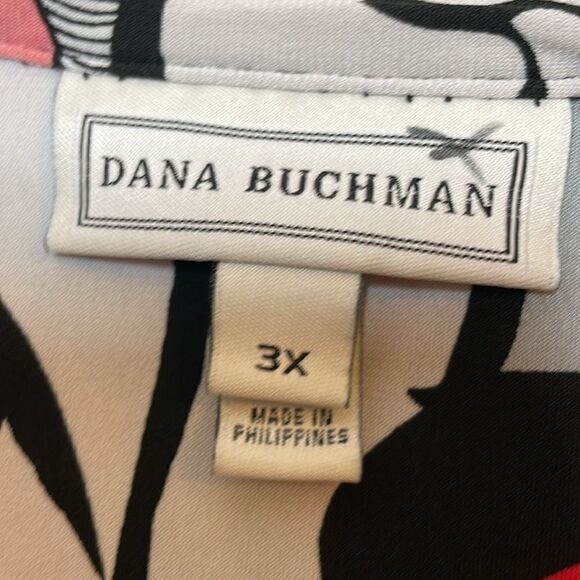 DANA BUCHMAN
3X
MADE IN
PHILIPPINES